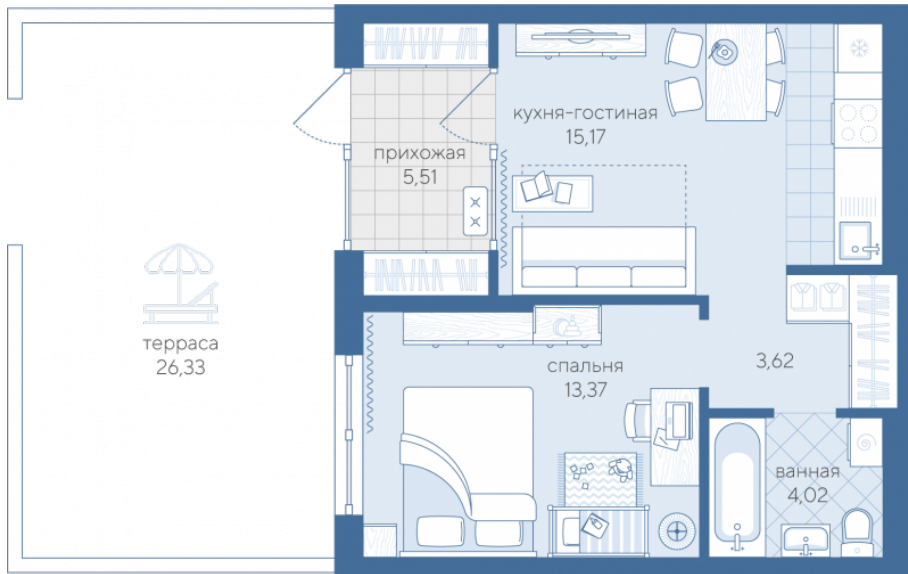 кухня-гостиная
15,17
прихожая
5,51
терраса
26,33
спальня
13,37
3,62
ванная
4,02